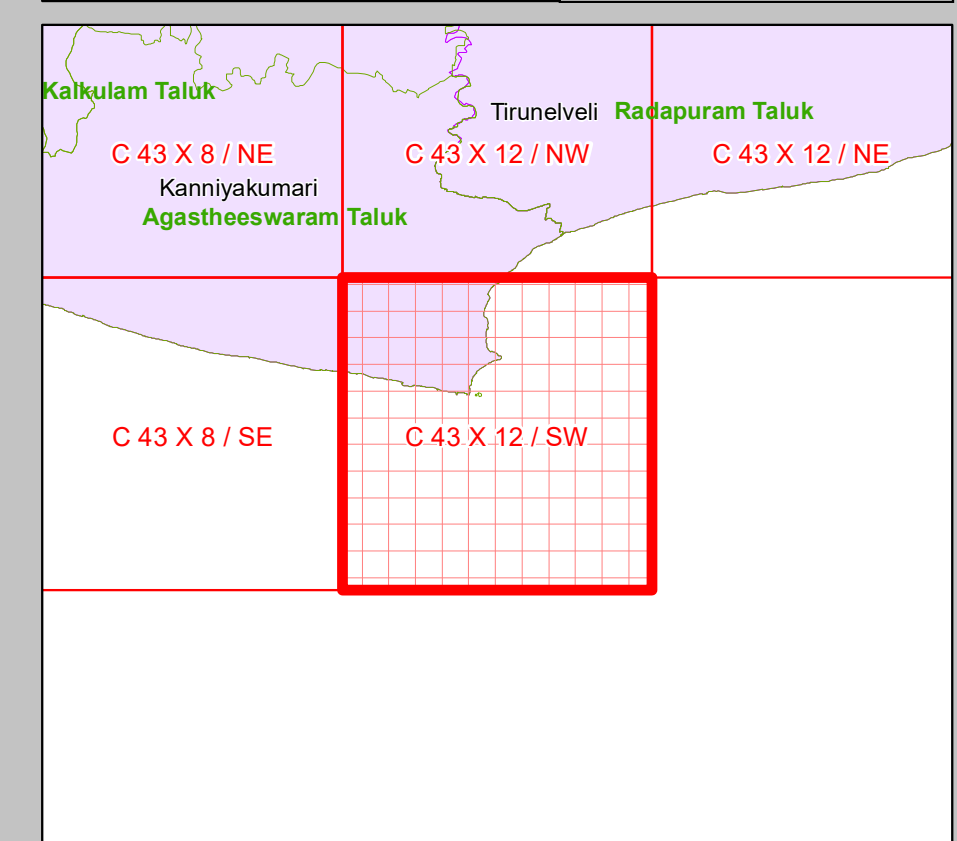 Kalkulam Taluk
Tirunelveli Radapuram Taluk
C 43 X 8 / NE C 43 X 12 / NW C 43 X 12 / NE
Kanniyakumari
Agastheeswaram Taluk
C 43 X 8 / SE C 43 X 12 / SW